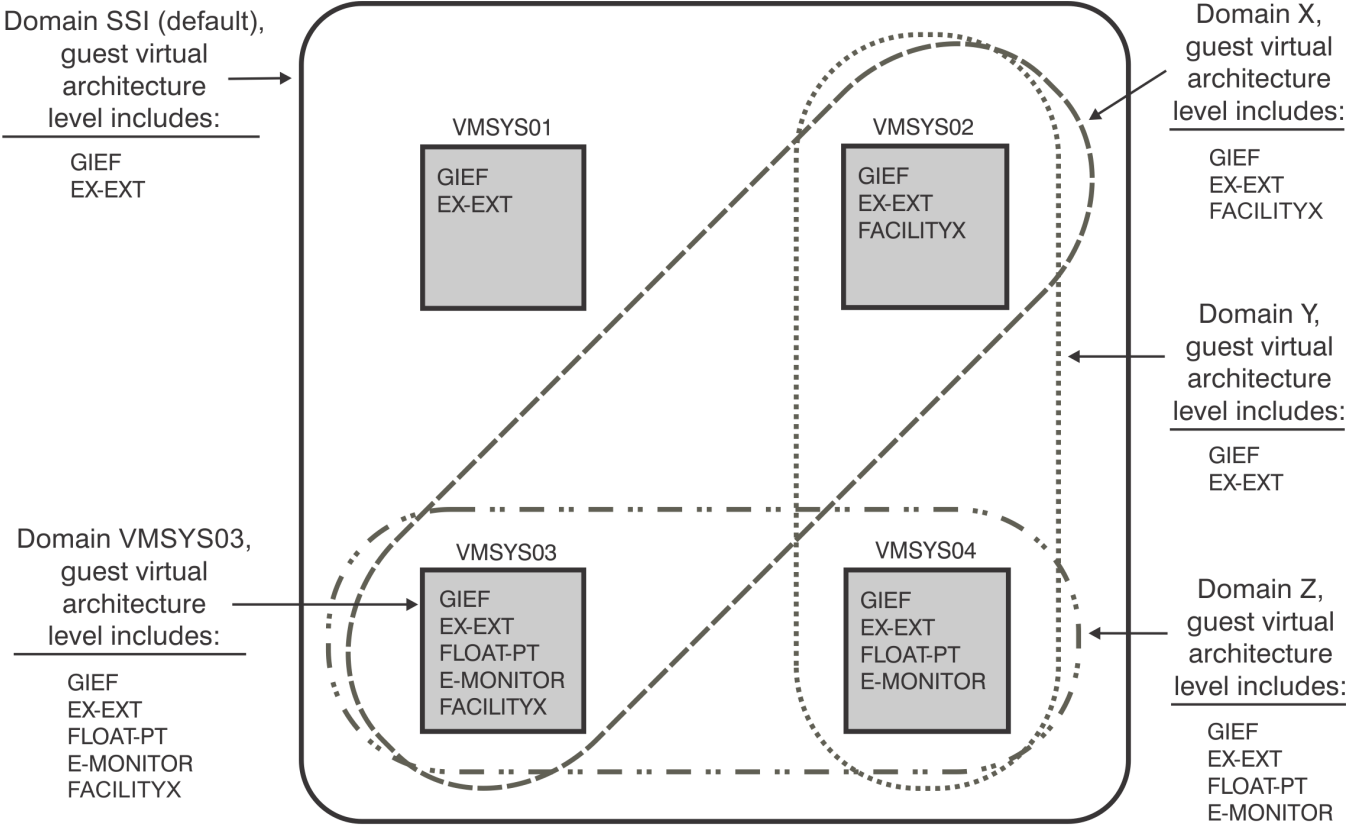 Domain SSI (default),
guest virtual
architecture
level includes:
GIEF
EX-EXT
Domain X,
guest virtual
architecture
level includes:
GIEF
EX-EXT
FACILITYX
VMSYS01
GIEF
EX-EXT
VMSYS02
GIEF
EX-EXT
FACILITYX
Domain Y,
guest virtual
architecture
level includes:
GIEF
EX-EXT
Domain VMSYS03,
guest virtual
architecture
level includes:
GIEF
EX-EXT
FLOAT-PT
E-MONITOR
FACILITYX
VMSYS03
GIEF
EX-EXT
FLOAT-PT
E-MONITOR
FACILITYX
VMSYS04
GIEF
EX-EXT
FLOAT-PT
E-MONITOR
Domain Z,
guest virtual
architecture
level includes:
GIEF
EX-EXT
FLOAT-PT
E-MONITOR